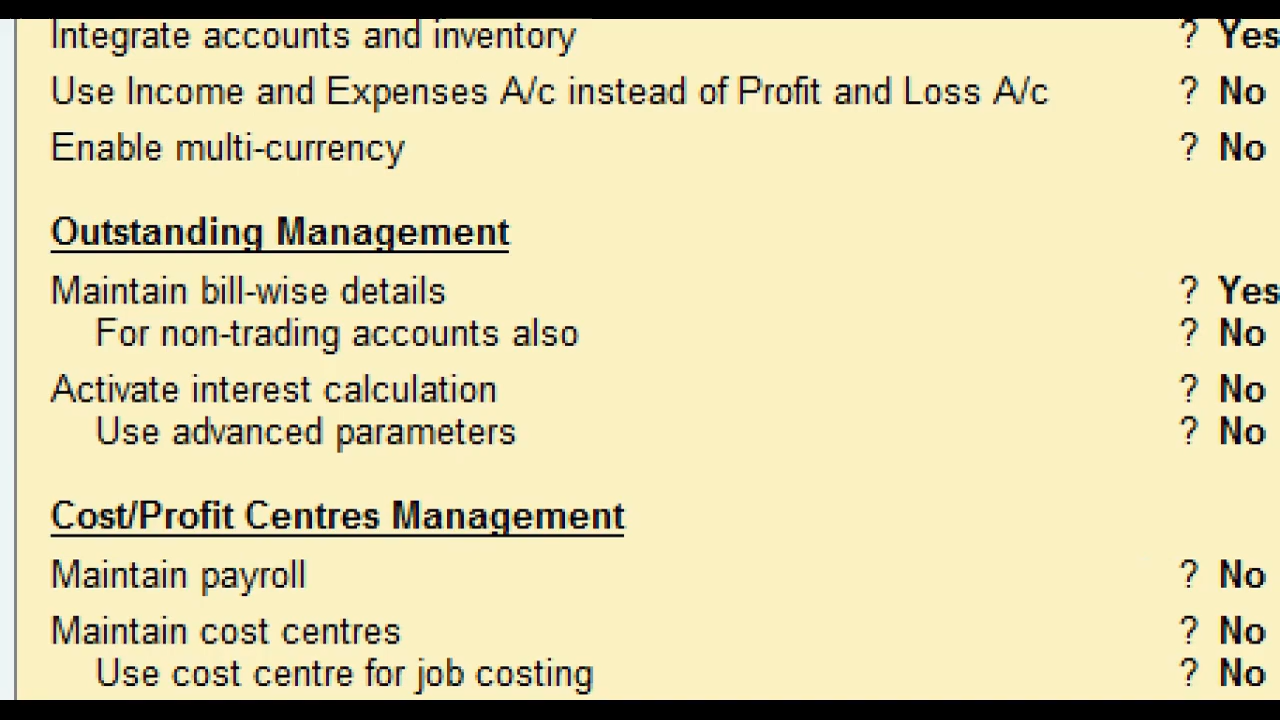 Integrate accounts and inventory ? Yes
Use Income and Expenses A/c instead of Profit and Loss A/c ? No
Enable multi-currency ? No
Outstanding Management
Maintain bill-wise details ? Yes
For non-trading accounts also ? No
Activate interest calculation ? No
Use advanced parameters ? No
Cost/Profit Centres Management
Maintain payroll ? No
Maintain cost centres ? No
Use cost centre for job costing ? No